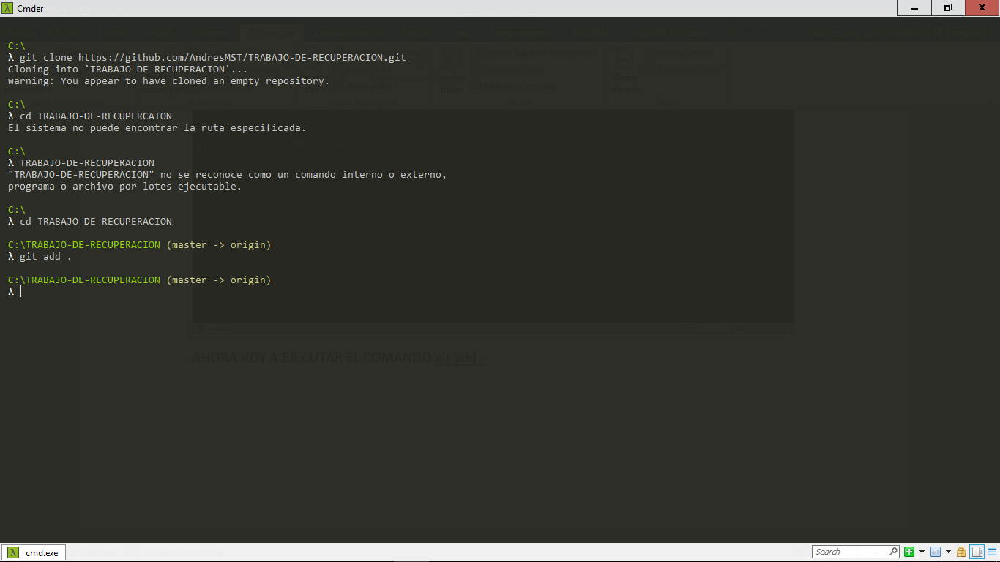 Cmder
C:\
λ git clone https://github.com/AndresMST/TRABAJO-DE-RECUPERACION.git
Cloning into 'TRABAJO-DE-RECUPERACION'...
warning: You appear to have cloned an empty repository.
C:\
λ cd TRABAJO-DE-RECUPERCAION
El sistema no puede encontrar la ruta especificada.
C:\
λ TRABAJO-DE-RECUPERACION
"TRABAJO-DE-RECUPERACION" no se reconoce como un comando interno o externo,
programa o archivo por lotes ejecutable.
C:\
λ cd TRABAJO-DE-RECUPERACION
C:\TRABAJO-DE-RECUPERACION (master -> origin)
λ git add .
C:\TRABAJO-DE-RECUPERACION (master -> origin)
λ
AHORA VOY A EJECUTAR EL COMANDO git add
λ cmd.exe
Search